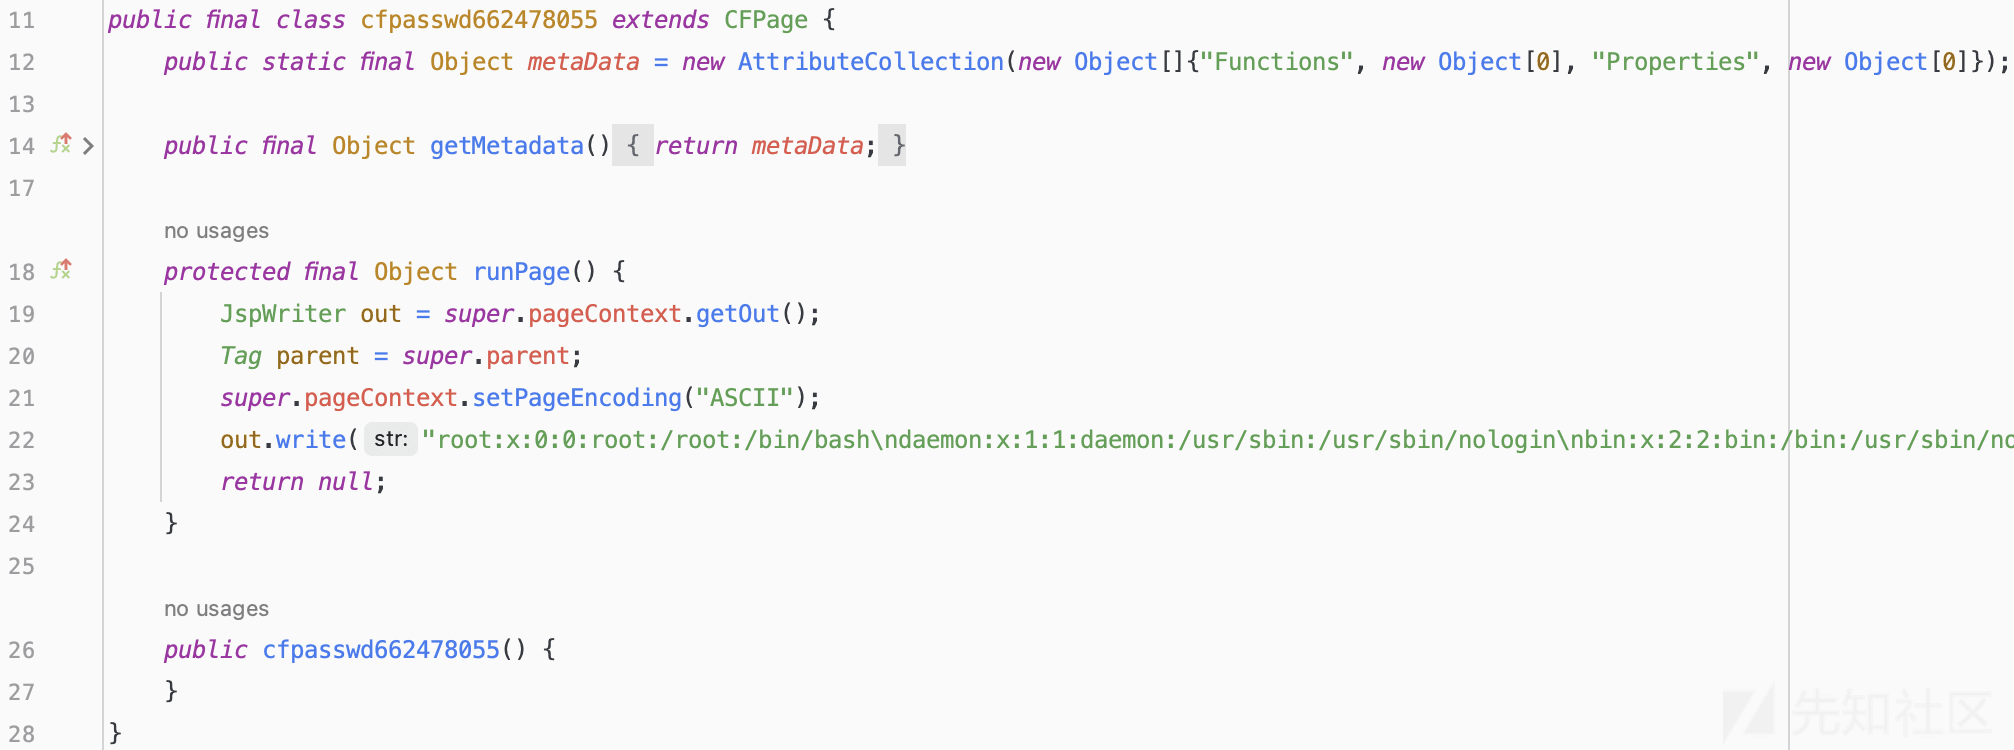 11 public final class cfpasswd662478055 extends CFPage {
12 public static final Object metaData = new AttributeCollection(new Object[]{"Functions", new Object[0], "Properties", new Object[0]});
13
14 public final Object getMetadata() { return metaData; }
17
no usages
18 protected final Object runPage() {
19 JspWriter out = super.pageContext.getOut();
20 Tag parent = super.parent;
21 super.pageContext.setPageEncoding("ASCII");
22 out.write( str: "root:x:0:0:root:/root:/bin/bash\ndaemon:x:1:1:daemon:/usr/sbin:/usr/sbin/nologin\nbin:x:2:2:bin:/bin:/usr/sbin/no
23 return null;
24 }
25
no usages
26 public cfpasswd662478055() {
27 }
28 }
先知社区